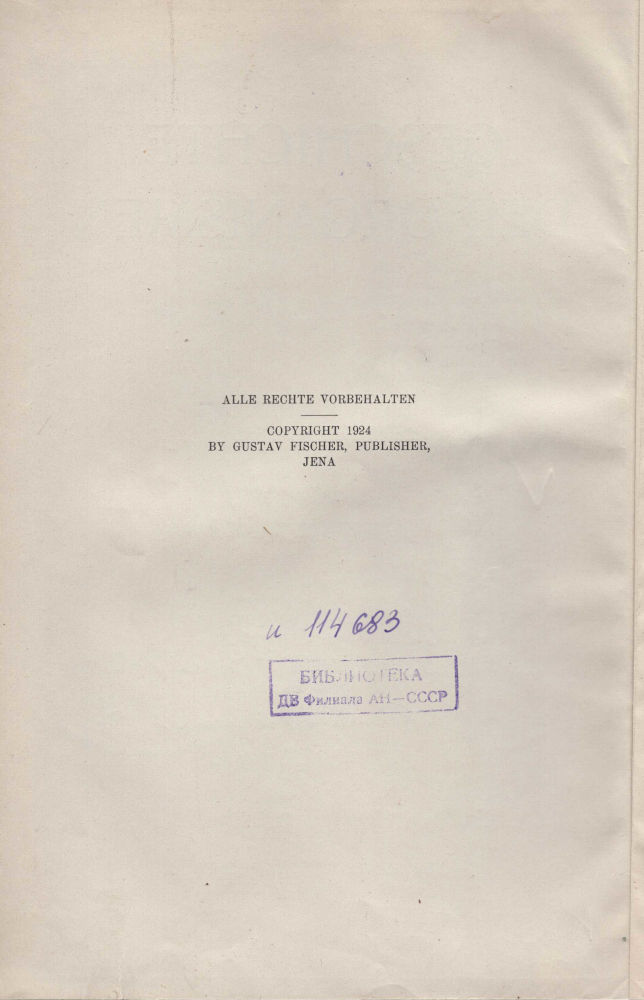 ALLE RECHTE VORBEHALTEN
COPYRIGHT 1924
BY GUSTAV FISCHER, PUBLISHER,
JENA
и 114683
БИБЛИОТЕКА
ДВ Филиала АН—СССР